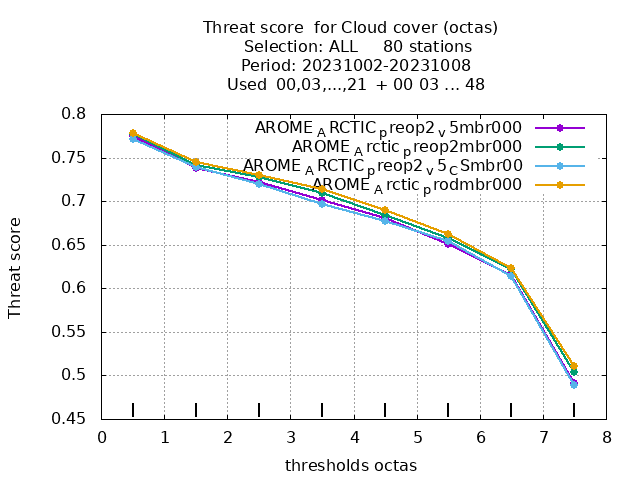 Threat score  for Cloud cover (octas)
Selection: ALL     80 stations
Period: 20231002-20231008
Used  00,03,...,21  + 00 03 ... 48
AROME_ARCTIC_preop2_v5mbr000
AROME_Arctic_preop2mbr000
AROME_ARCTIC_preop2_v5_CSmbr00
AROME_Arctic_prodmbr000
Threat score
0.8
0.75
0.7
0.65
0.6
0.55
0.5
0.45
0 1 2 3 4 5 6 7 8
thresholds octas